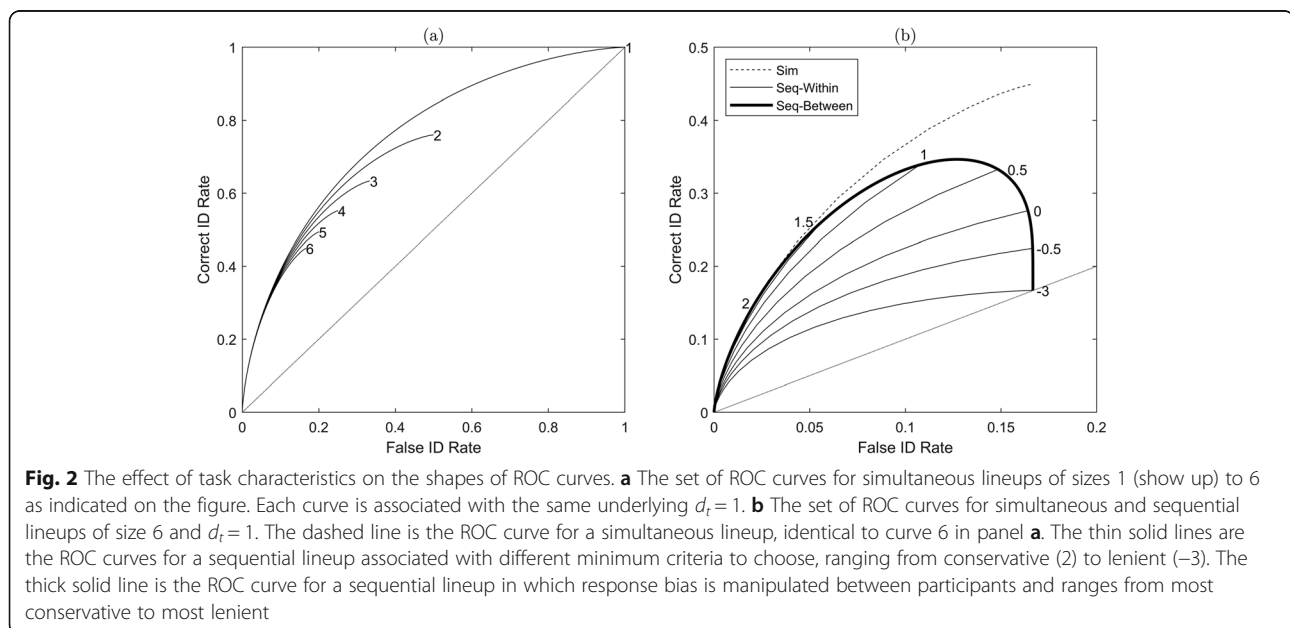 (a)
1
0.8
0.6
0.4
0.2
0
Correct ID Rate
0 0.2 0.4 0.6 0.8 1
False ID Rate
1
2
3
4
5
6
(b)
0.5
0.4
0.3
0.2
0.1
0
Correct ID Rate
0 0.05 0.1 0.15 0.2
False ID Rate
Sim
Seq-Within
Seq-Between
1
0.5
1.5
0
-0.5
2
-3
Fig. 2 The effect of task characteristics on the shapes of ROC curves. a The set of ROC curves for simultaneous lineups of sizes 1 (show up) to 6
as indicated on the figure. Each curve is associated with the same underlying dt = 1. b The set of ROC curves for simultaneous and sequential
lineups of size 6 and dt = 1. The dashed line is the ROC curve for a simultaneous lineup, identical to curve 6 in panel a. The thin solid lines are
the ROC curves for a sequential lineup associated with different minimum criteria to choose, ranging from conservative (2) to lenient (−3). The
thick solid line is the ROC curve for a sequential lineup in which response bias is manipulated between participants and ranges from most
conservative to most lenient